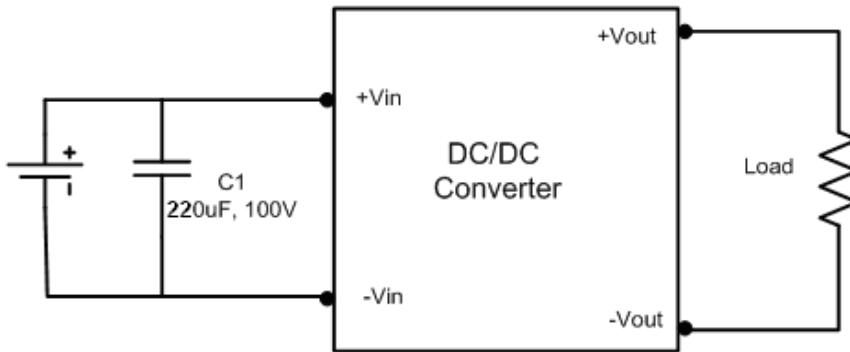 +Vout
+Vin
DC/DC
Converter
Load
+
-
C1
220uF, 100V
-Vin
-Vout